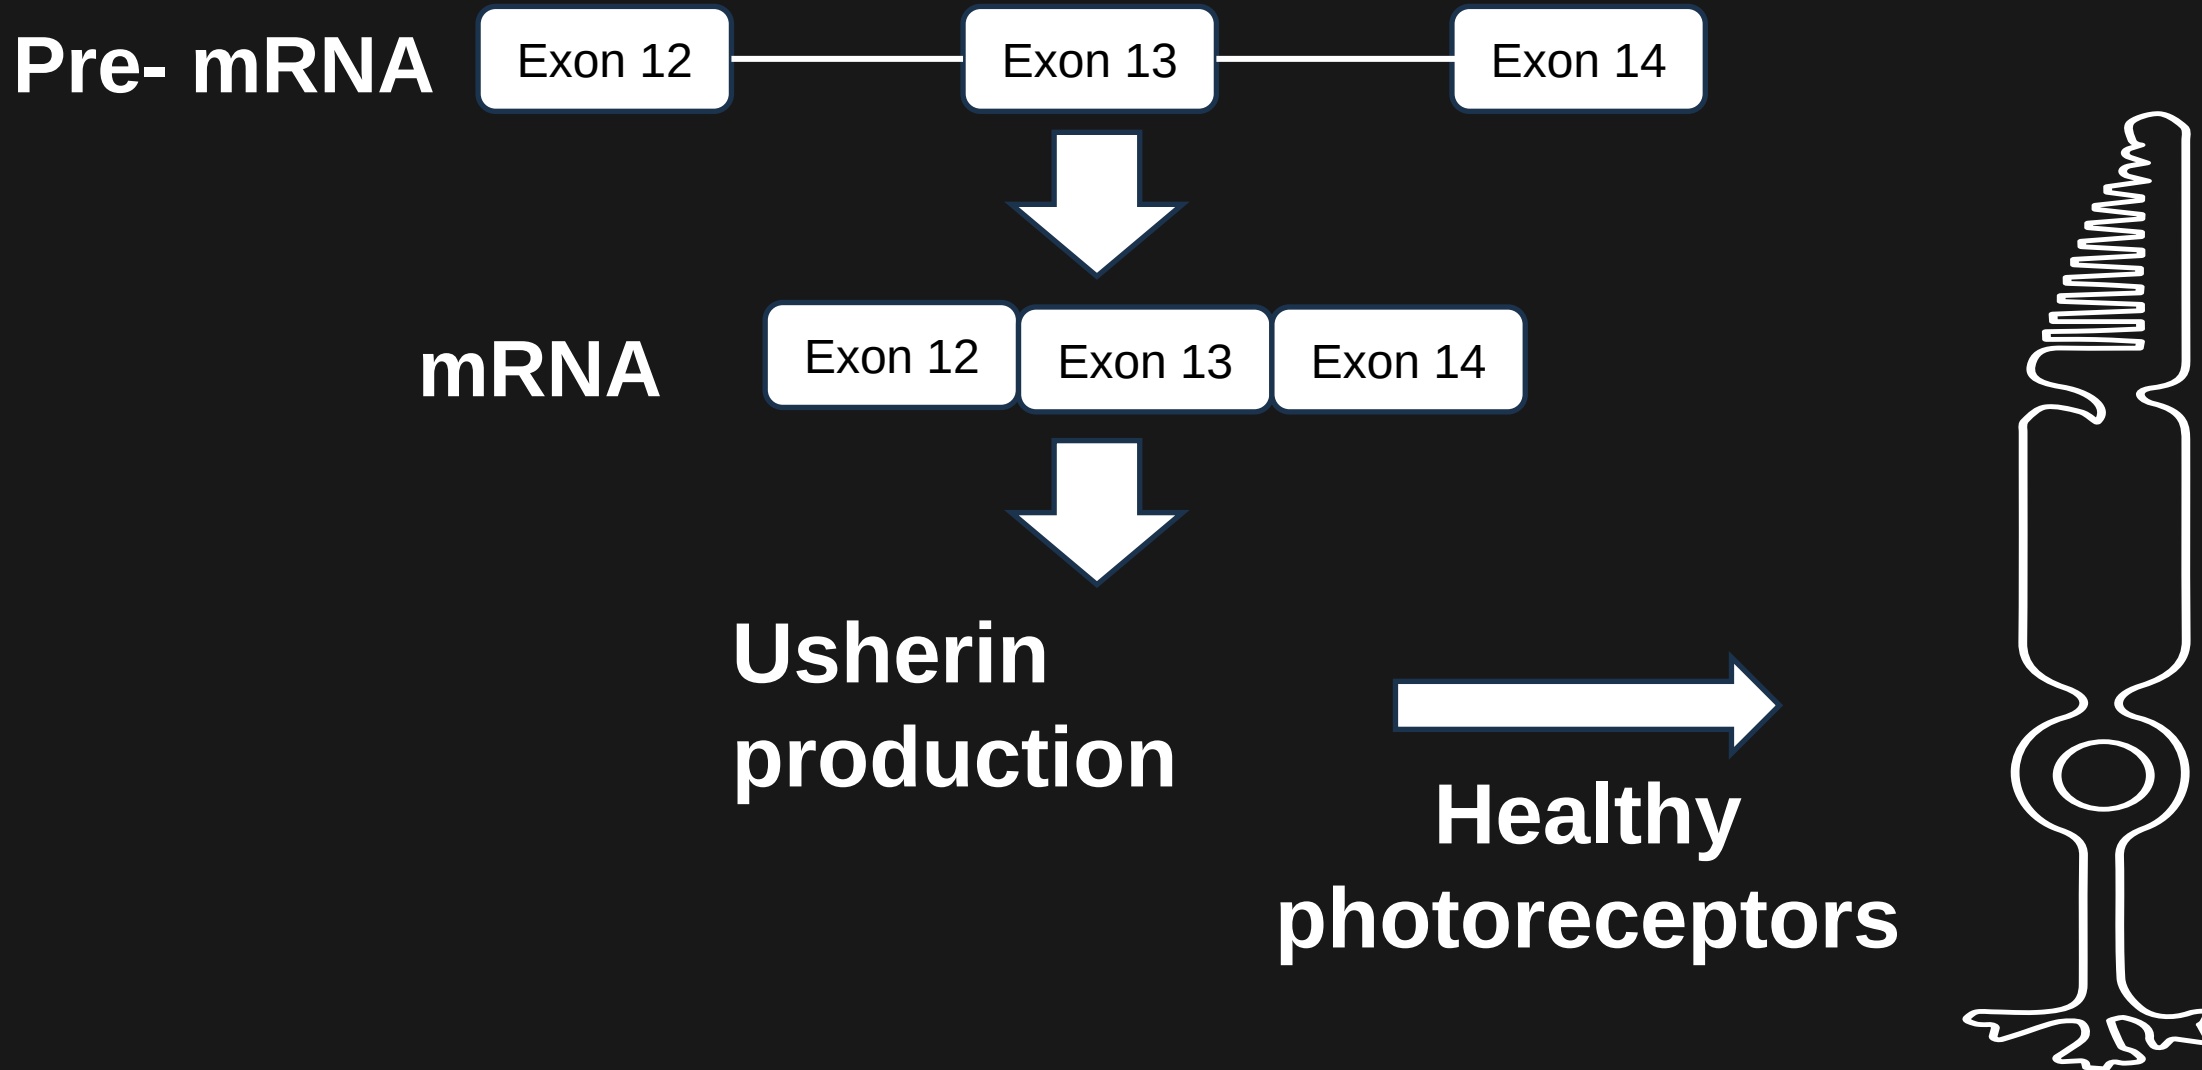 Pre- mRNA
Exon 12
Exon 13
Exon 14
mRNA
Exon 12
Exon 13
Exon 14
Usherin
production
Healthy
photoreceptors